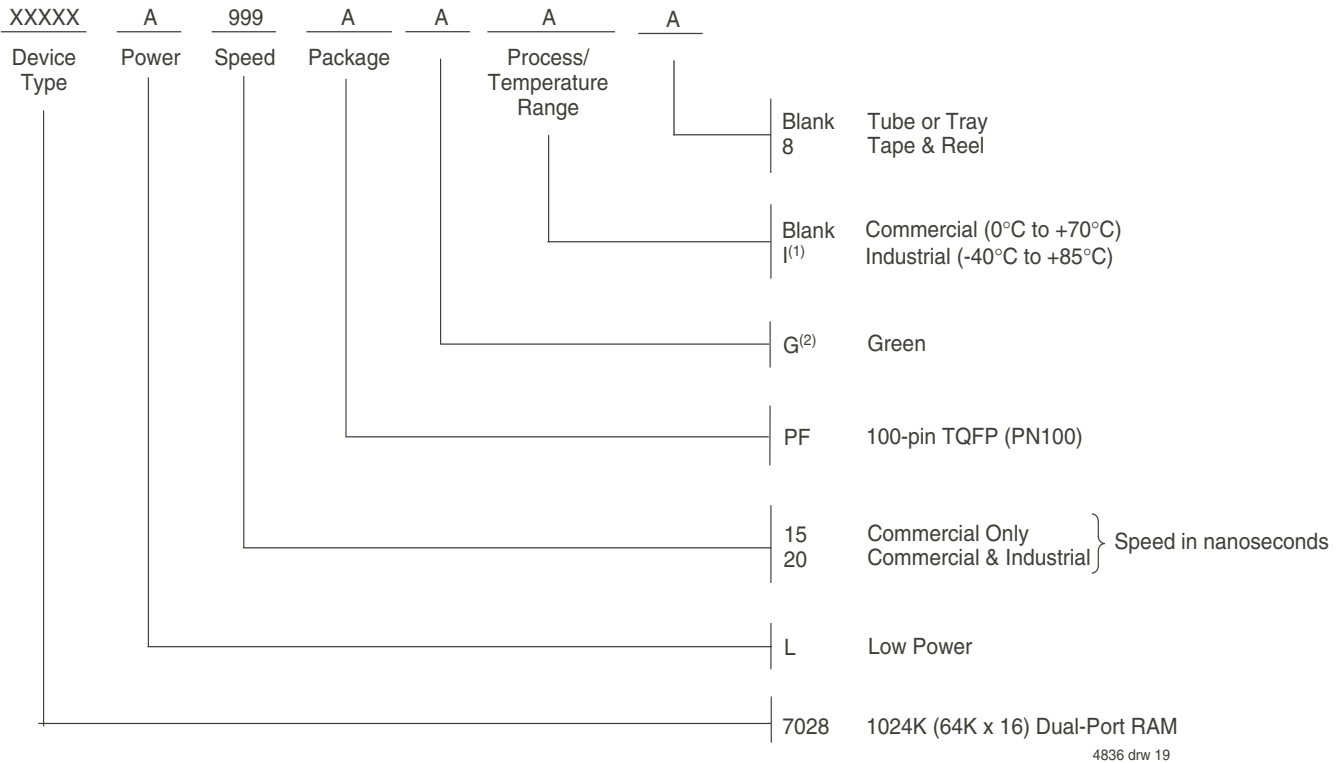 XXXXX A 999 A A A A
Device Type
Power
Speed
Package
Process/
Temperature
Range
Blank Tube or Tray
8 Tape & Reel
Blank Commercial (0°C to +70°C)
I(1) Industrial (-40°C to +85°C)
G(2) Green
PF 100-pin TQFP (PN100)
15 Commercial Only
20 Commercial & Industrial
Speed in nanoseconds
L Low Power
7028 1024K (64K x 16) Dual-Port RAM
4836 drw 19